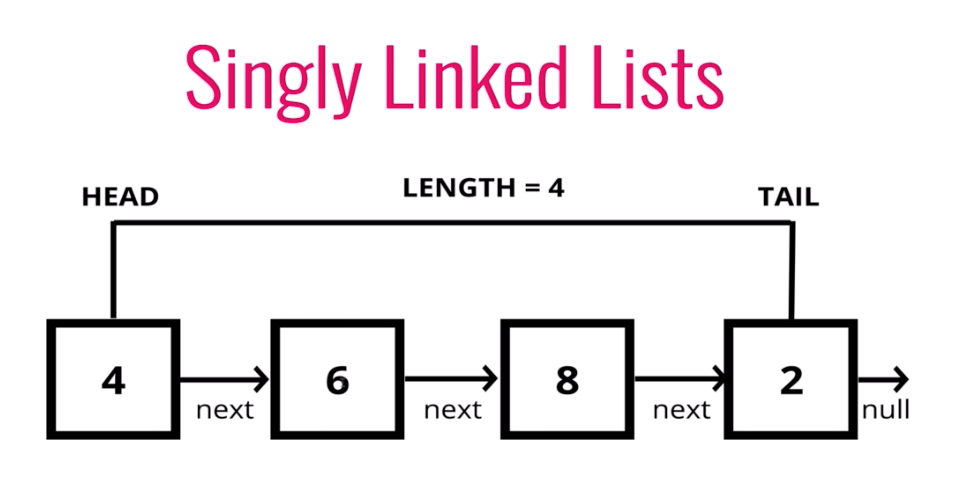 Singly Linked Lists
HEAD
LENGTH = 4
TAIL
4
6
8
2
next
next
next
null